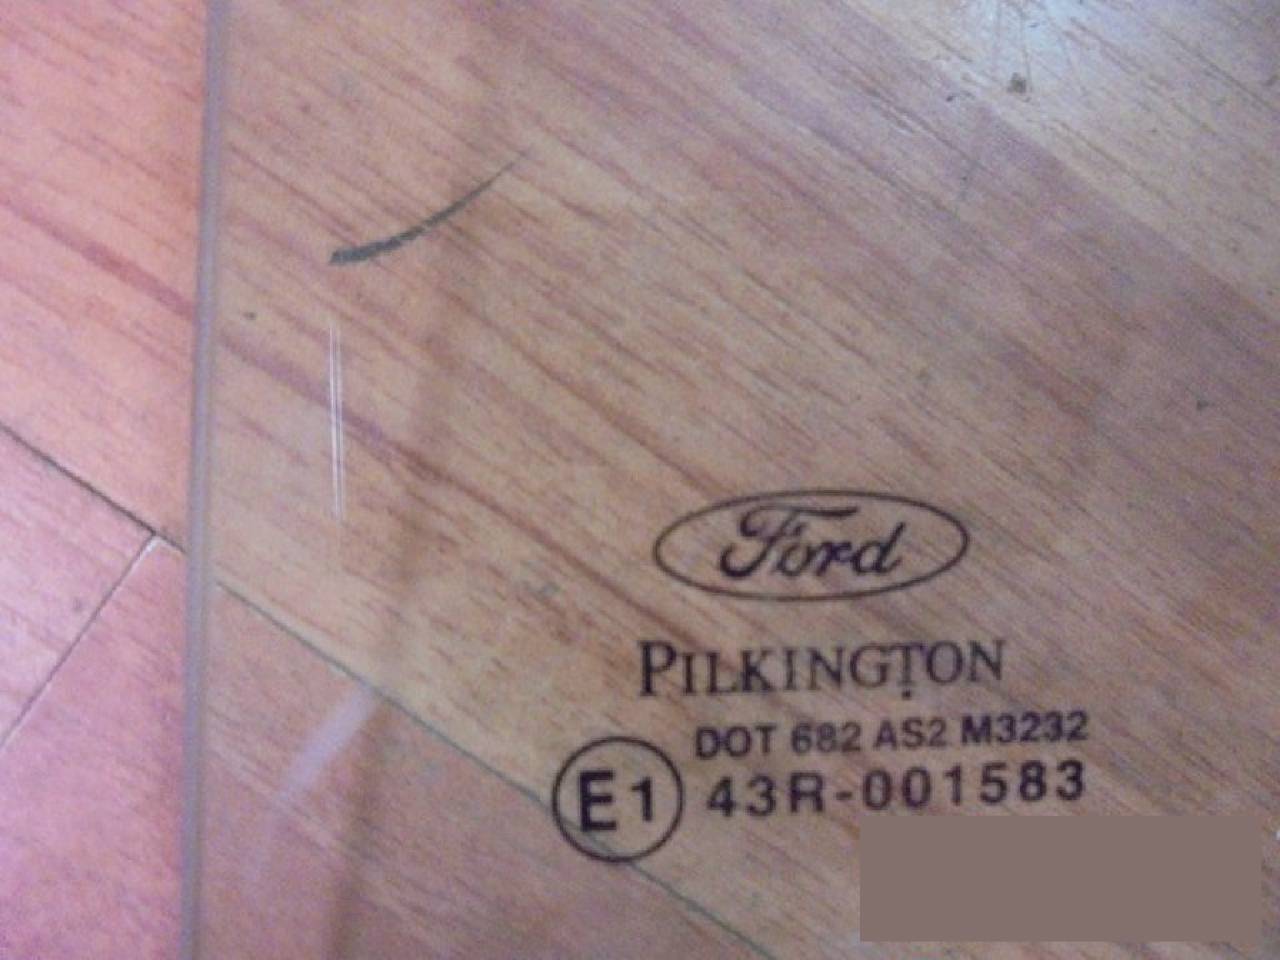 Ford
PILKINGTON
DOT 682 AS2 M3232
E1 43R-001583